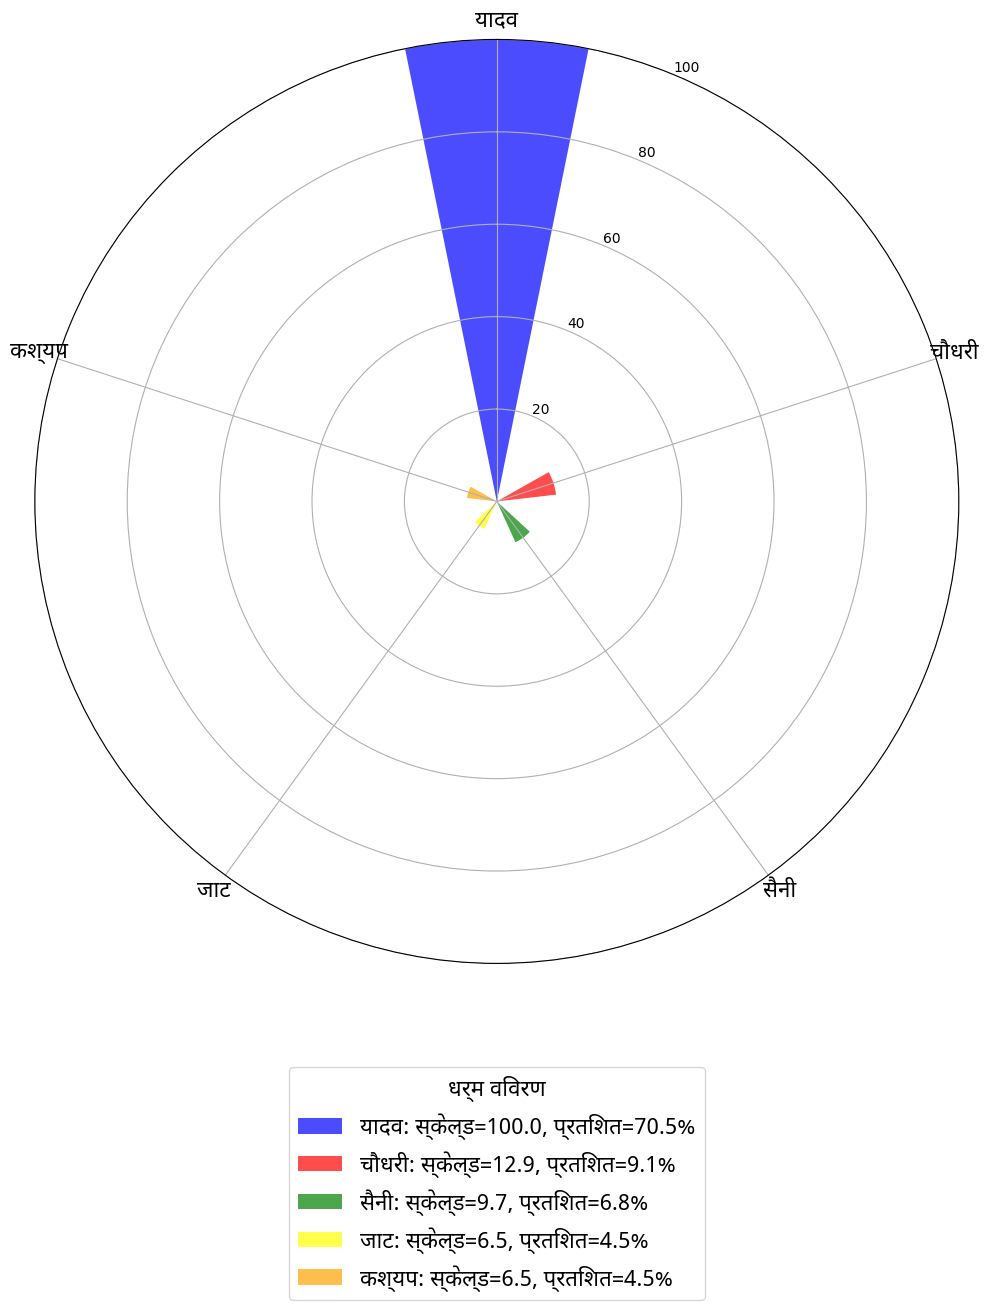 यादव
100
80
60
40
20
कश्यप
चौधरी
जाट
सैनी
धर्म विवरण
यादव: स्केल्ड=100.0, प्रतिशत=70.5%
चौधरी: स्केल्ड=12.9, प्रतिशत=9.1%
सैनी: स्केल्ड=9.7, प्रतिशत=6.8%
जाट: स्केल्ड=6.5, प्रतिशत=4.5%
कश्यप: स्केल्ड=6.5, प्रतिशत=4.5%